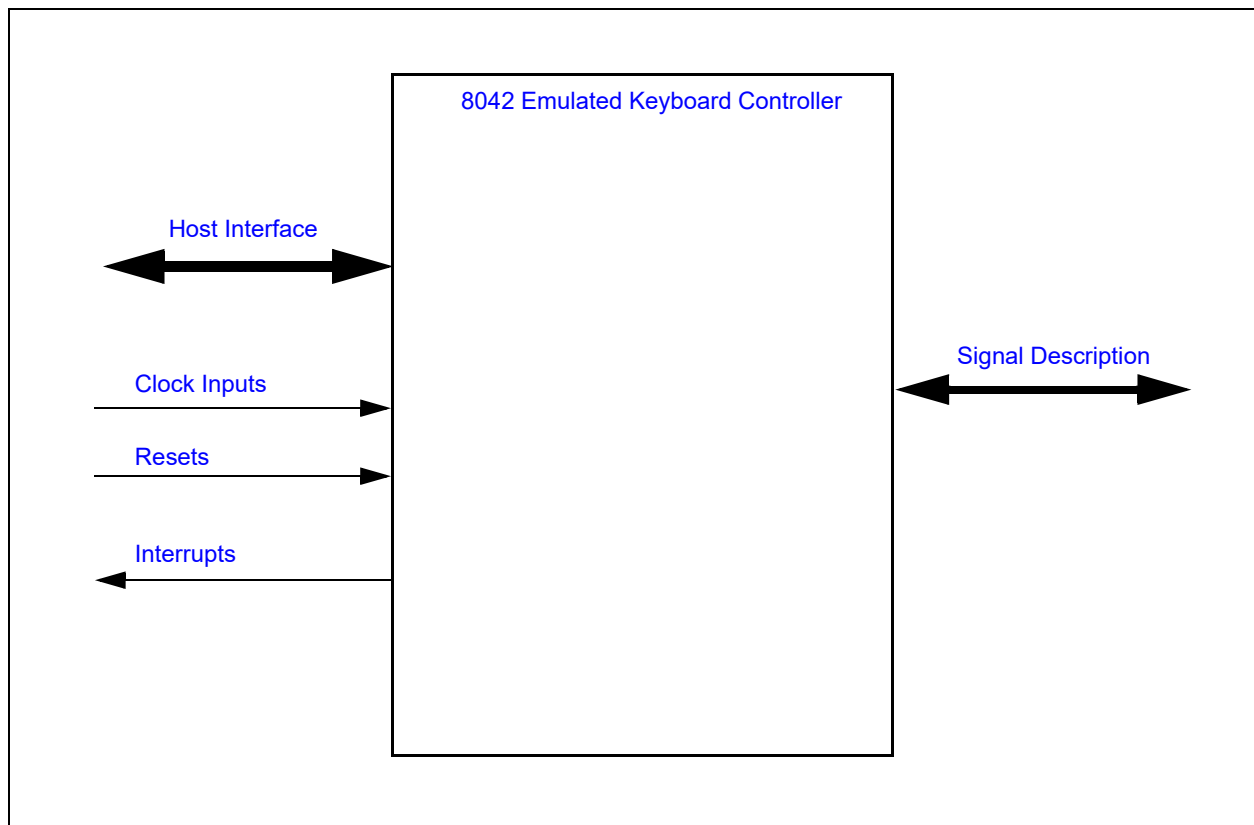 8042 Emulated Keyboard Controller
Host Interface
Signal Description
Clock Inputs
Resets
Interrupts